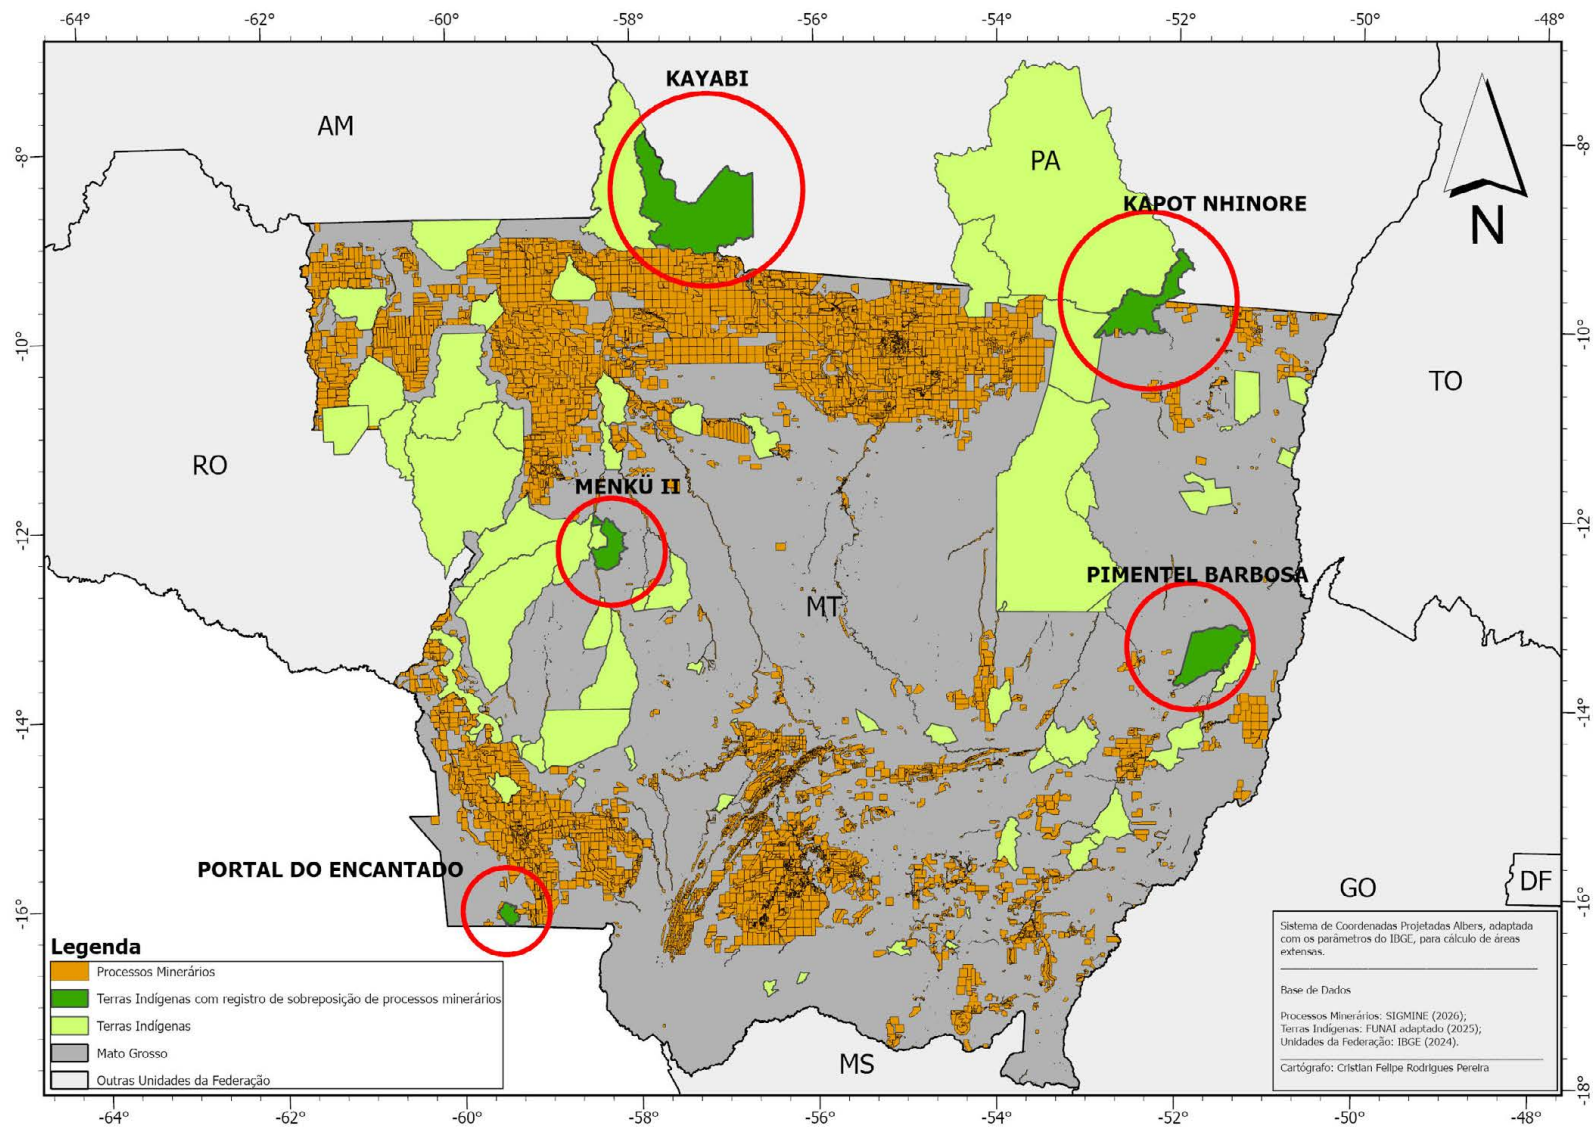 -64°
-62°
-60°
-58°
-56°
-54°
-52°
-50°
-48°
KAYABI
AM
PA
-8°
-8°
KAPOT NHINORE
N
-10°
-10°
TO
RO
MENKÜ II
-12°
-12°
PIMENTEL BARBOSA
MT
-14°
-14°
PORTAL DO ENCANTADO
GO
DF
-16°
-16°
Legenda
Processos Minerários
Terras Indígenas com registro de sobreposição de processos minerários
Terras Indígenas
Mato Grosso
Outras Unidades da Federação
MS
Sistema de Coordenadas Projetadas Albers, adaptada
com os parâmetros do IBGE, para cálculo de áreas
extensas.
Base de Dados
Processos Minerários: SIGMINE (2026);
Terras Indígenas: FUNAI adaptado (2025);
Unidades da Federação: IBGE (2024).
Cartógrafo: Cristian Felipe Rodrigues Pereira
-18°
-64°
-62°
-60°
-58°
-56°
-54°
-52°
-50°
-48°